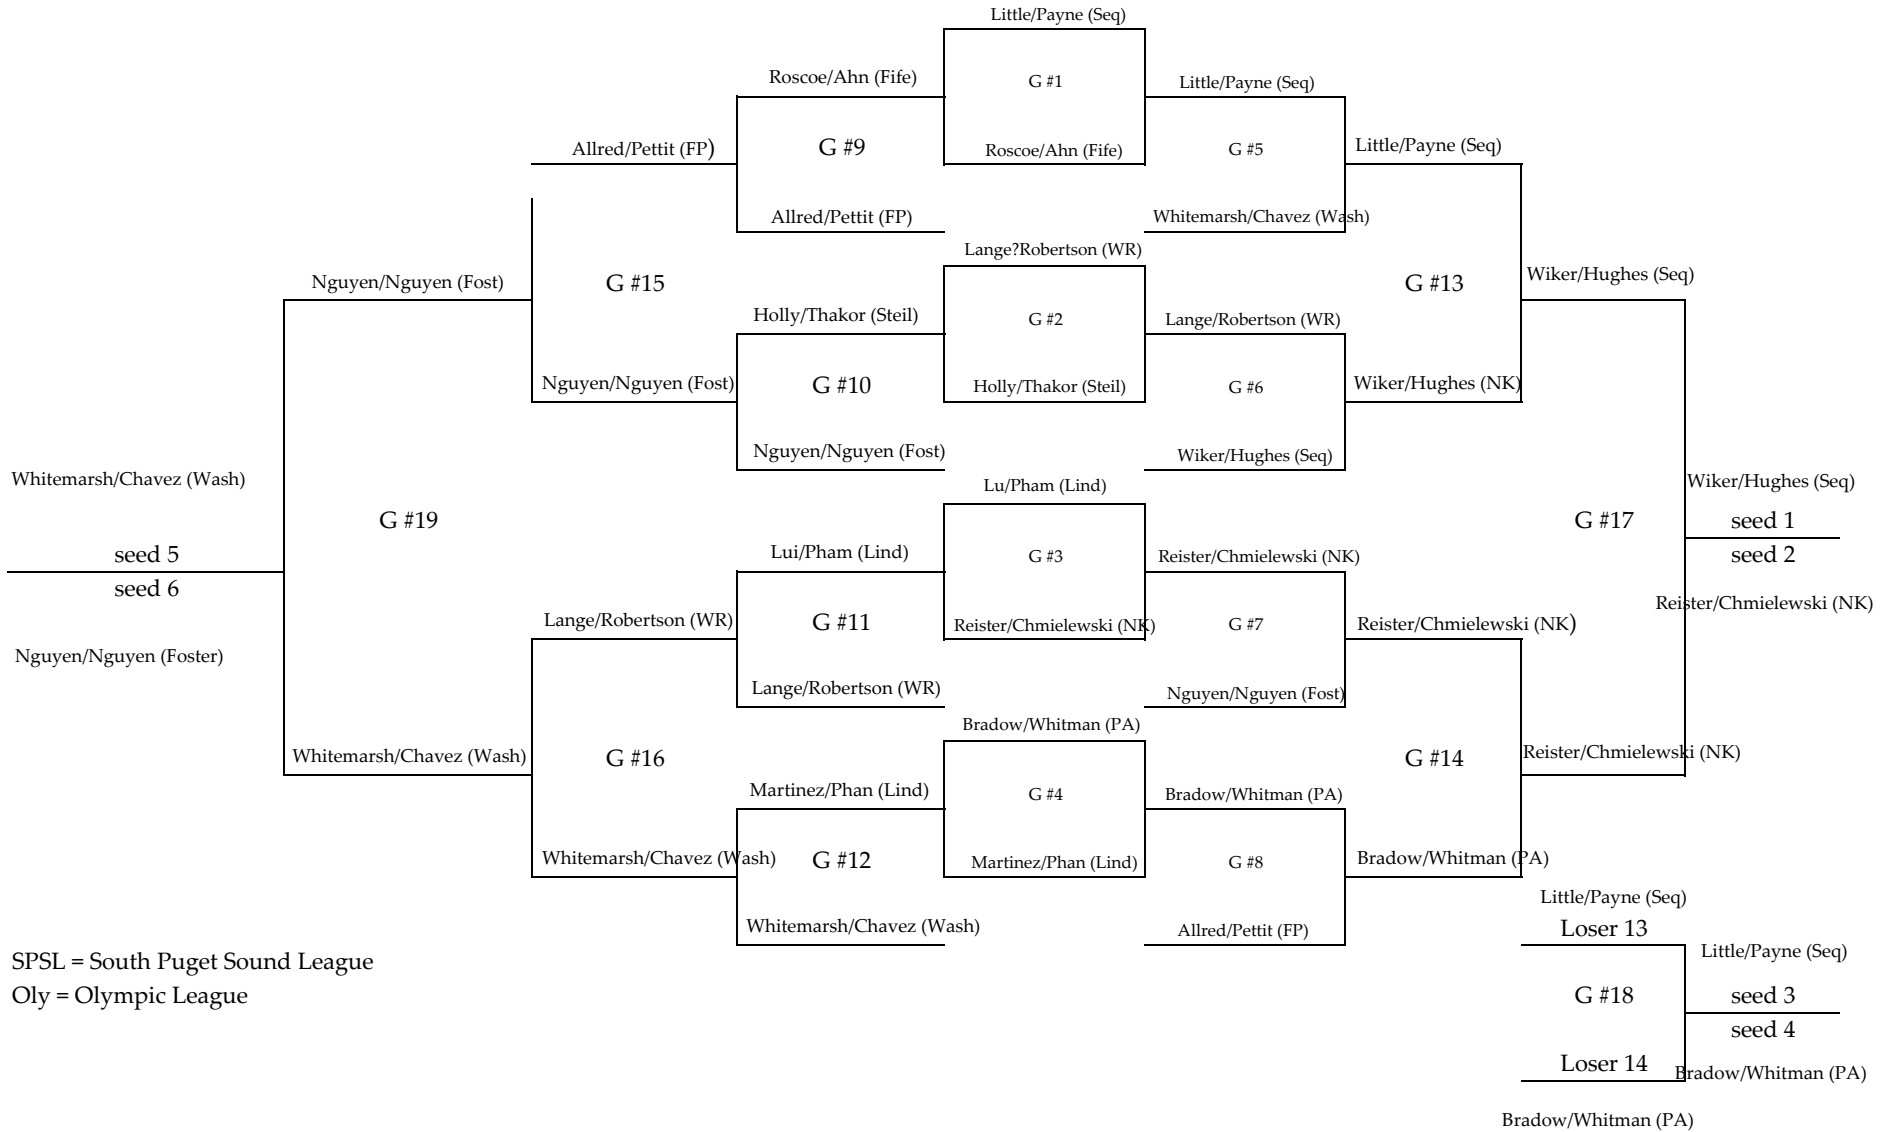 Little/Payne (Seq)
Roscoe/Ahn (Fife)
G #1
Little/Payne (Seq)
Allred/Pettit (FP)
G #9
Roscoe/Ahn (Fife)
G #5
Little/Payne (Seq)
Allred/Pettit (FP)
Whitemarsh/Chavez (Wash)
Lange?Robertson (WR)
Nguyen/Nguyen (Fost)
G #15
G #13
Wiker/Hughes (Seq)
Holly/Thakor (Steil)
G #2
Lange/Robertson (WR)
Nguyen/Nguyen (Fost)
G #10
Holly/Thakor (Steil)
G #6
Wiker/Hughes (NK)
Nguyen/Nguyen (Fost)
Wiker/Hughes (Seq)
Whitemarsh/Chavez (Wash)
Lu/Pham (Lind)
Wiker/Hughes (Seq)
G #19
G #17
seed 1
seed 5
Lui/Pham (Lind)
G #3
Reister/Chmielewski (NK)
seed 2
seed 6
Reister/Chmielewski (NK)
Lange/Robertson (WR)
G #11
Reister/Chmielewski (NK)
G #7
Reister/Chmielewski (NK)
Nguyen/Nguyen (Foster)
Lange/Robertson (WR)
Nguyen/Nguyen (Fost)
Bradow/Whitman (PA)
Whitemarsh/Chavez (Wash)
G #16
G #14
Reister/Chmielewski (NK)
Martinez/Phan (Lind)
G #4
Bradow/Whitman (PA)
Whitemarsh/Chavez (Wash)
G #12
Martinez/Phan (Lind)
G #8
Bradow/Whitman (PA)
Little/Payne (Seq)
Whitemarsh/Chavez (Wash)
Allred/Pettit (FP)
Loser 13
Little/Payne (Seq)
SPSL = South Puget Sound League
Oly = Olympic League
G #18
seed 3
seed 4
Loser 14
Bradow/Whitman (PA)
Bradow/Whitman (PA)